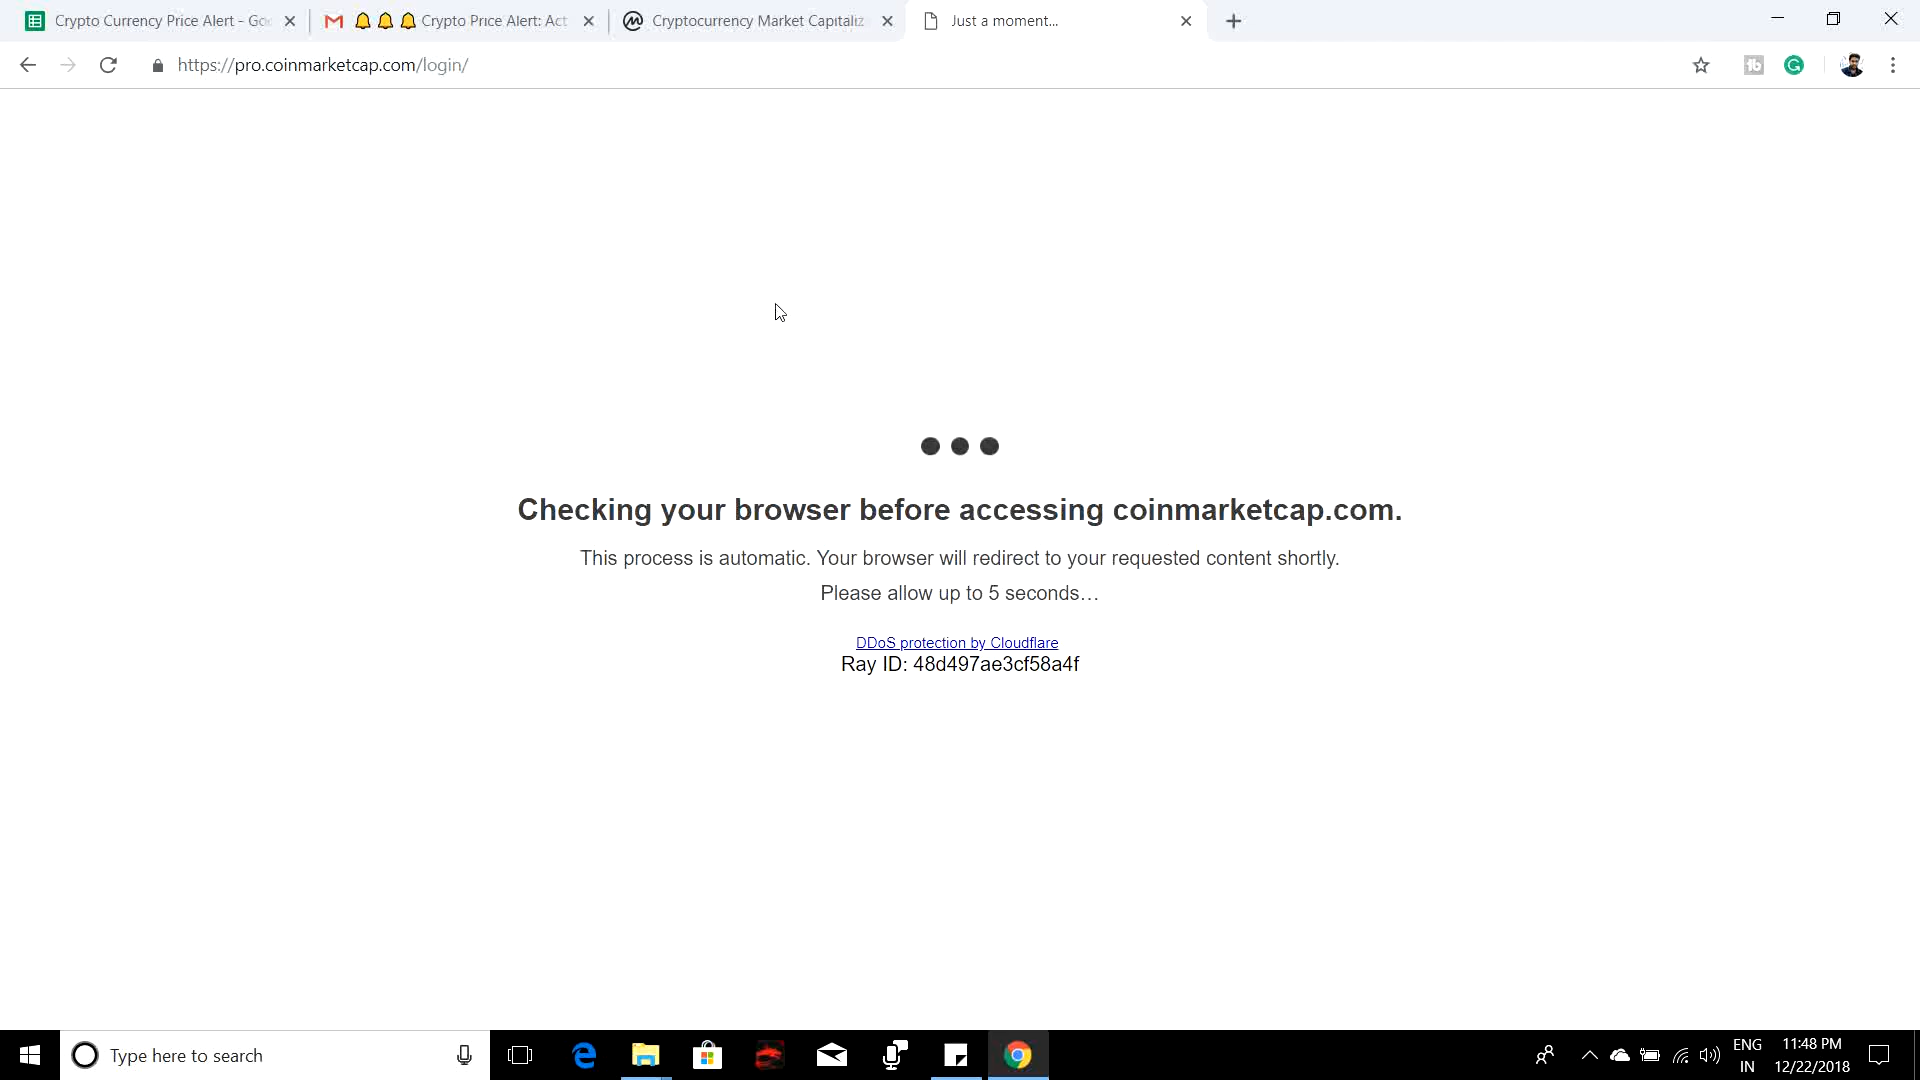 Crypto Currency Price Alert - Goo
Crypto Price Alert: Act
Cryptocurrency Market Capitaliz
Just a moment...
https://pro.coinmarketcap.com/login/
Checking your browser before accessing coinmarketcap.com.
This process is automatic. Your browser will redirect to your requested content shortly.
Please allow up to 5 seconds…
DDoS protection by Cloudflare
Ray ID: 48d497ae3cf58a4f
Type here to search
ENG
IN
11:48 PM
12/22/2018